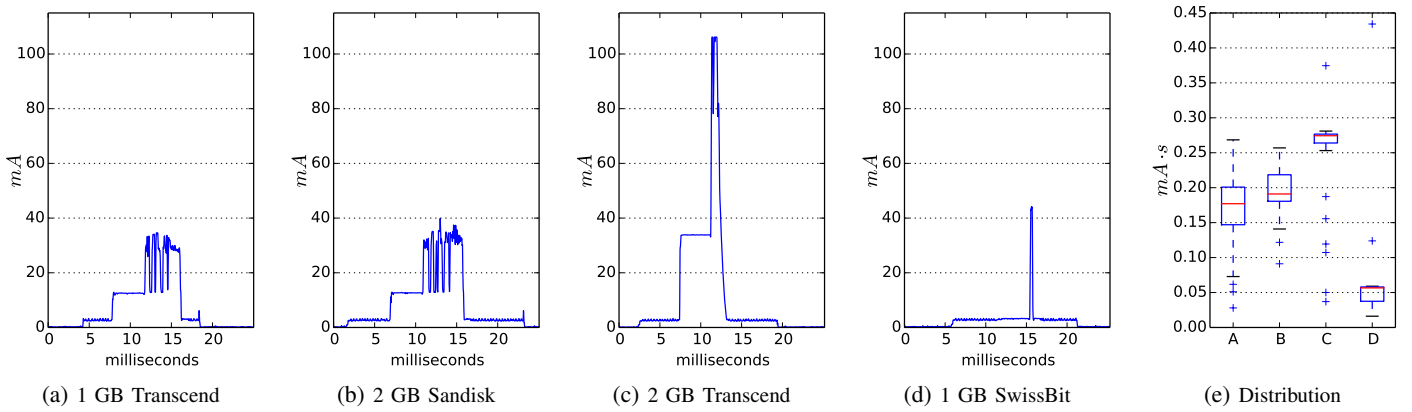 100
80
60
40
20
0
mA
0 5 10 15 20
milliseconds
(a) 1 GB Transcend
100
80
60
40
20
0
mA
0 5 10 15 20
milliseconds
(b) 2 GB Sandisk
100
80
60
40
20
0
mA
0 5 10 15 20
milliseconds
(c) 2 GB Transcend
100
80
60
40
20
0
mA
0 5 10 15 20
milliseconds
(d) 1 GB SwissBit
0.45
0.40
0.35
0.30
0.25
0.20
0.15
0.10
0.05
0.00
mA · s
A B C D
(e) Distribution